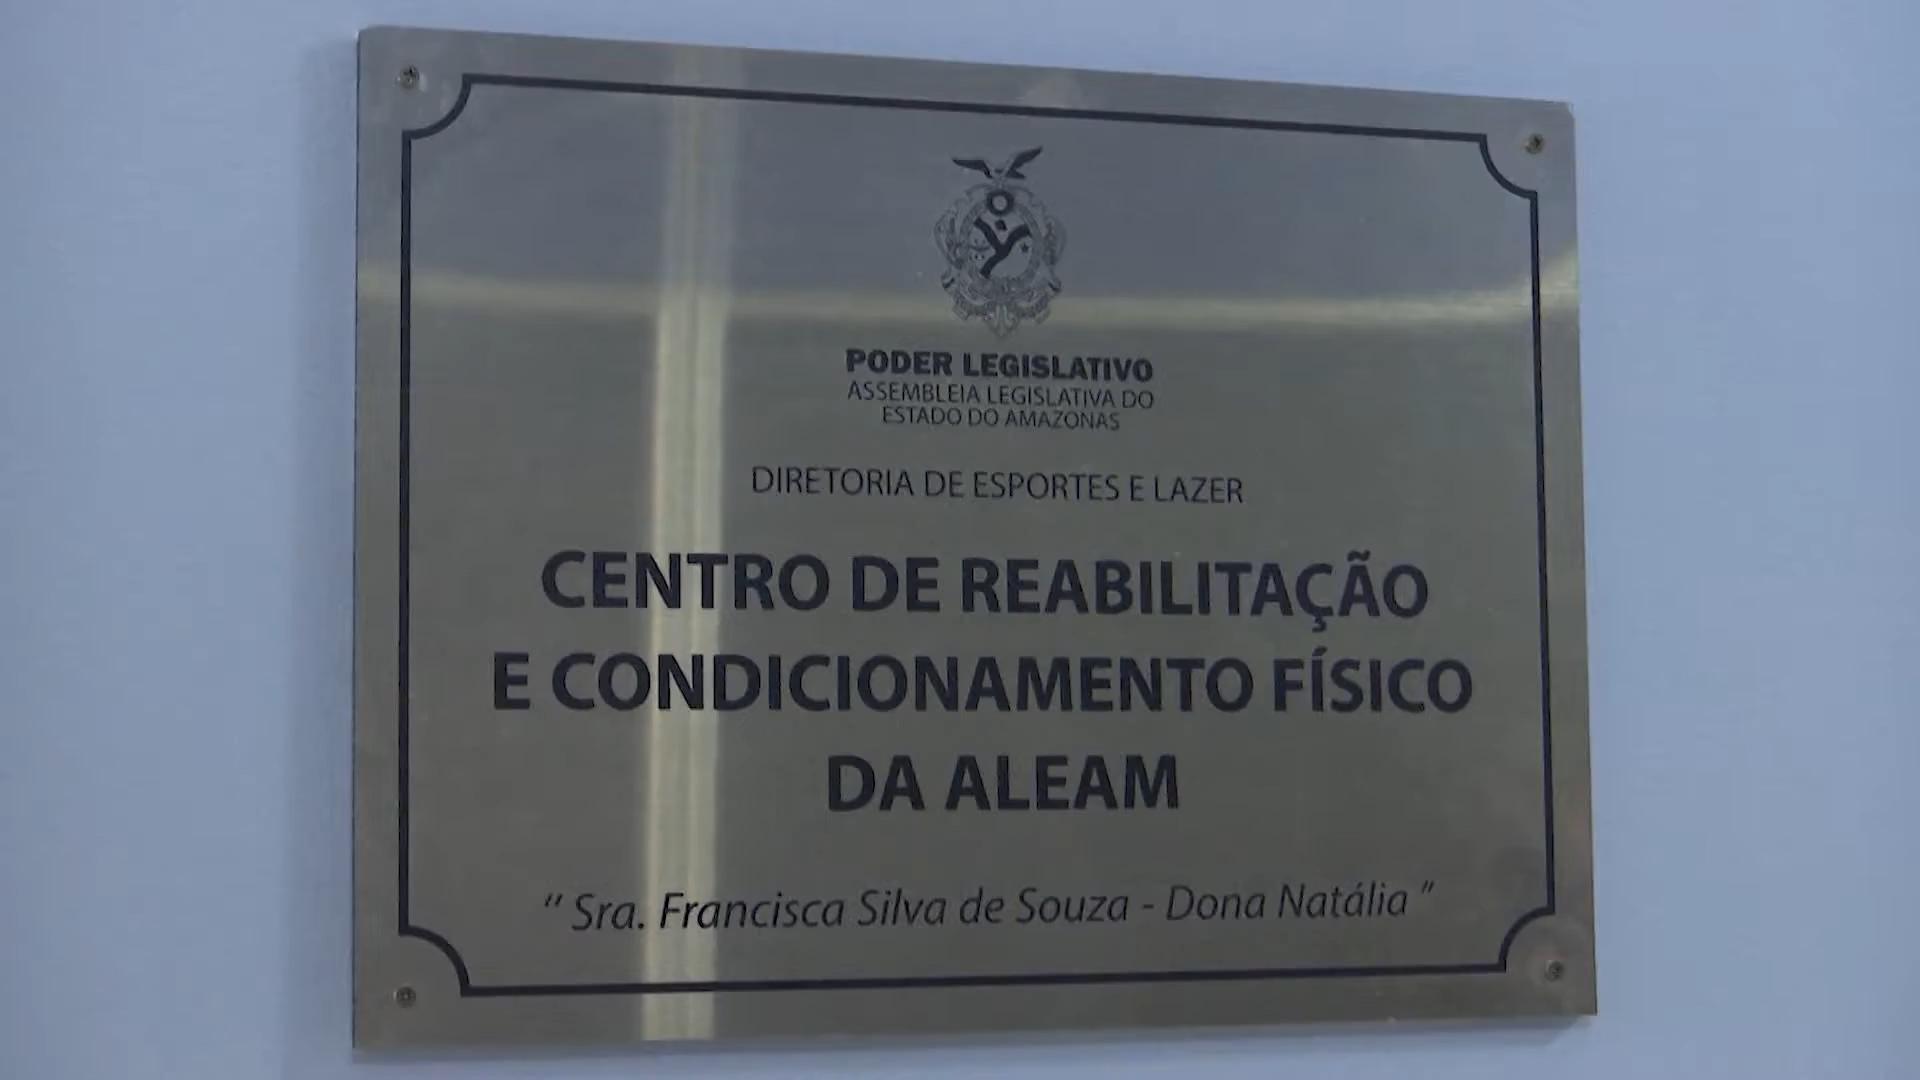 PODER LEGISLATIVO
ASSEMBLEIA LEGISLATIVA DO
ESTADO DO AMAZONAS
DIRETORIA DE ESPORTES E LAZER
CENTRO DE REABILITAÇÃO
E CONDICIONAMENTO FÍSICO
DA ALEAM
" Sra. Francisca Silva de Souza - Dona Natália "